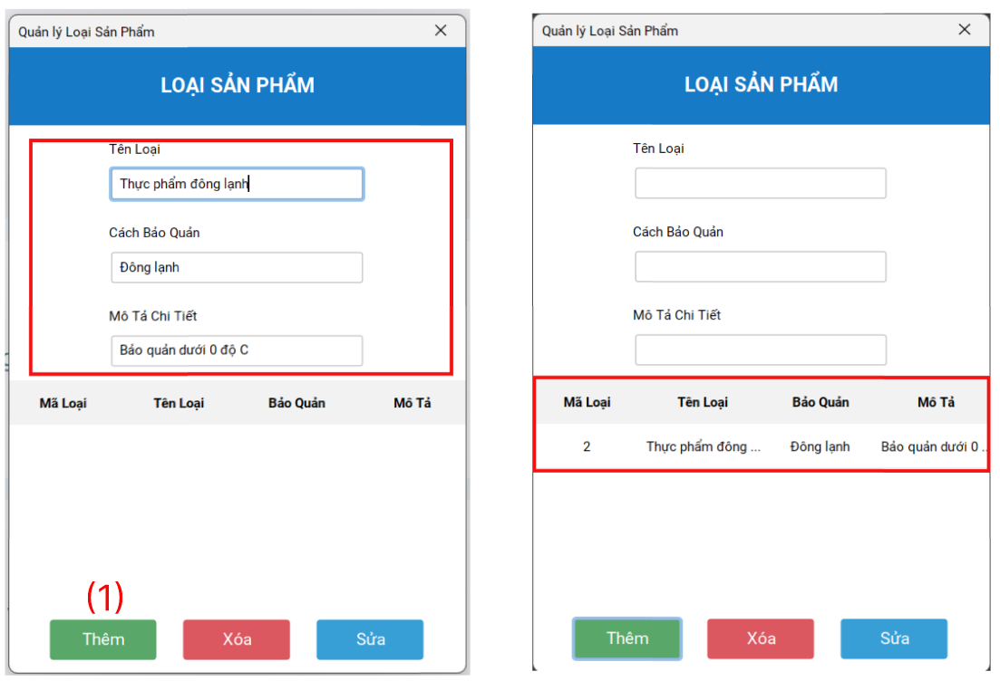 Quản lý Loại Sản Phẩm
LOẠI SẢN PHẨM
Tên Loại
Thực phẩm đông lạnh
Cách Bảo Quản
Đông lạnh
Mô Tả Chi Tiết
Bảo quản dưới 0 độ C
Mã Loại Tên Loại Bảo Quản Mô Tả
(1)
Thêm Xóa Sửa
Quản lý Loại Sản Phẩm
LOẠI SẢN PHẨM
Tên Loại
Cách Bảo Quản
Mô Tả Chi Tiết
Mã Loại Tên Loại Bảo Quản Mô Tả
2 Thực phẩm đông ... Đông lạnh Bảo quản dưới 0 ..
Thêm Xóa Sửa